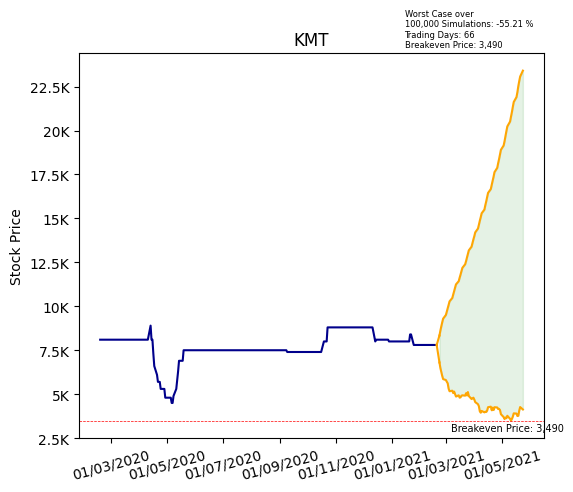 Worst Case over
100,000 Simulations: -55.21 %
Trading Days: 66
Breakeven Price: 3,490
KMT
Stock Price
22.5K
20K
17.5K
15K
12.5K
10K
7.5K
5K
2.5K
Breakeven Price: 3,490
01/03/2020
01/05/2020
01/07/2020
01/09/2020
01/11/2020
01/01/2021
01/03/2021
01/05/2021